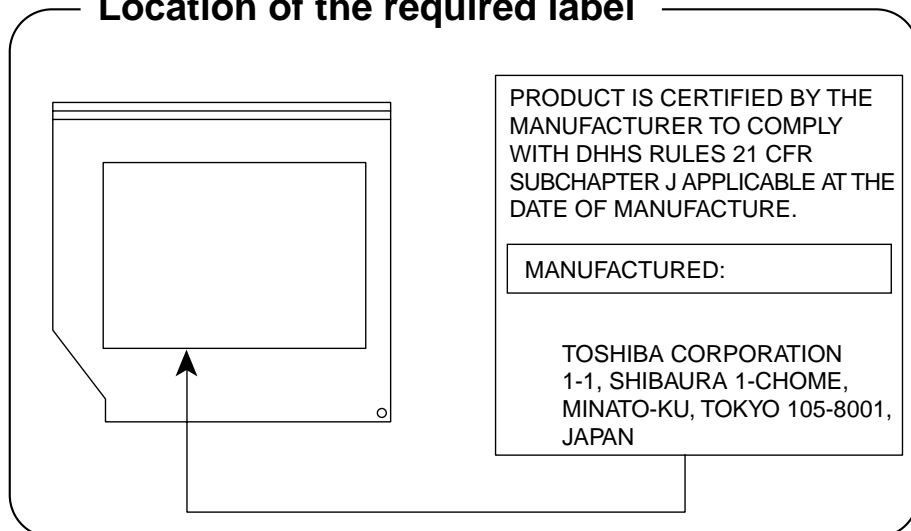 Location of the required label
PRODUCT IS CERTIFIED BY THE
MANUFACTURER TO COMPLY
WITH DHHS RULES 21 CFR
SUBCHAPTER J APPLICABLE AT THE
DATE OF MANUFACTURE.
MANUFACTURED:
TOSHIBA CORPORATION
1-1, SHIBAURA 1-CHOME,
MINATO-KU, TOKYO 105-8001,
JAPAN